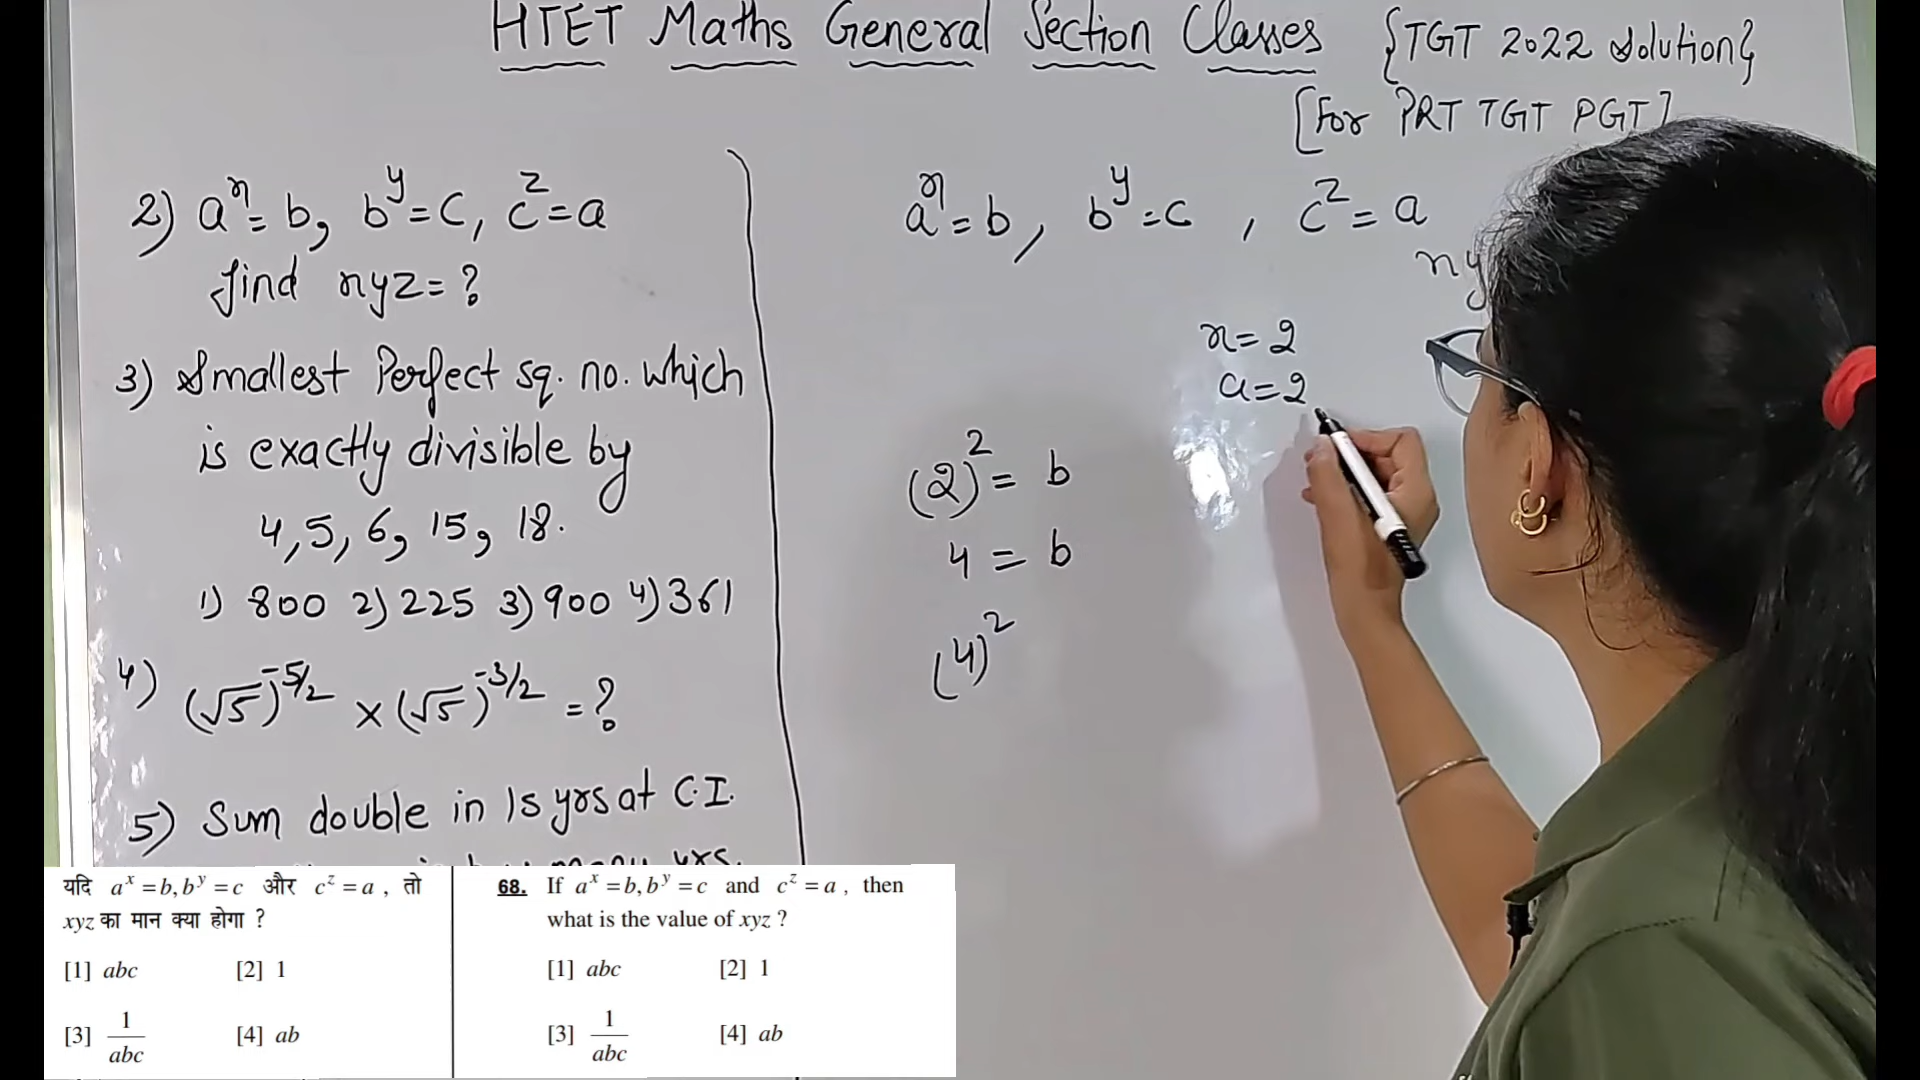 HTET Maths General Section Classes {TGT 2022 Solution}
[For PRT TGT PGT]
2) a^x = b, b^y = c, c^z = a
find xyz = ?
3) Smallest Perfect sq. no. which
is exactly divisible by
4, 5, 6, 15, 18.
1) 800 2) 225 3) 900 4) 361
4) (√5)^-5/2 × (√5)^-3/2 = ?
5) Sum double in 15 yrs at C.I.
yrs.
a^x = b, b^y = c, c^z = a
xy
x = 2
a = 2
(2)^2 = b
4 = b
(4)^2
यदि a^x = b, b^y = c और c^z = a , तो
xyz का मान क्या होगा ?
[1] abc [2] 1
[3] 1/abc [4] ab
68. If a^x = b, b^y = c and c^z = a , then
what is the value of xyz ?
[1] abc [2] 1
[3] 1/abc [4] ab